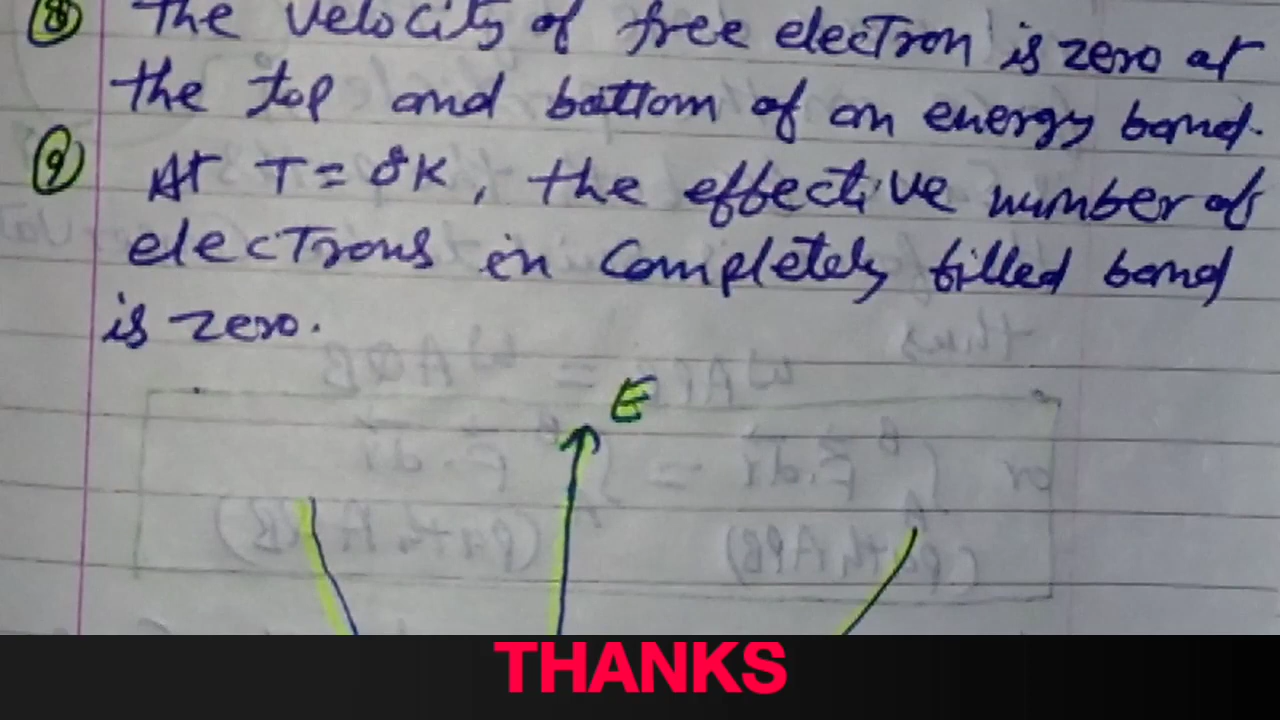 ⑧ The velocity of free electron is zero at
the top and bottom of an energy band.
⑨ At T = 0°K, the effective number of
electrons in completely filled band
is zero.
E
THANKS